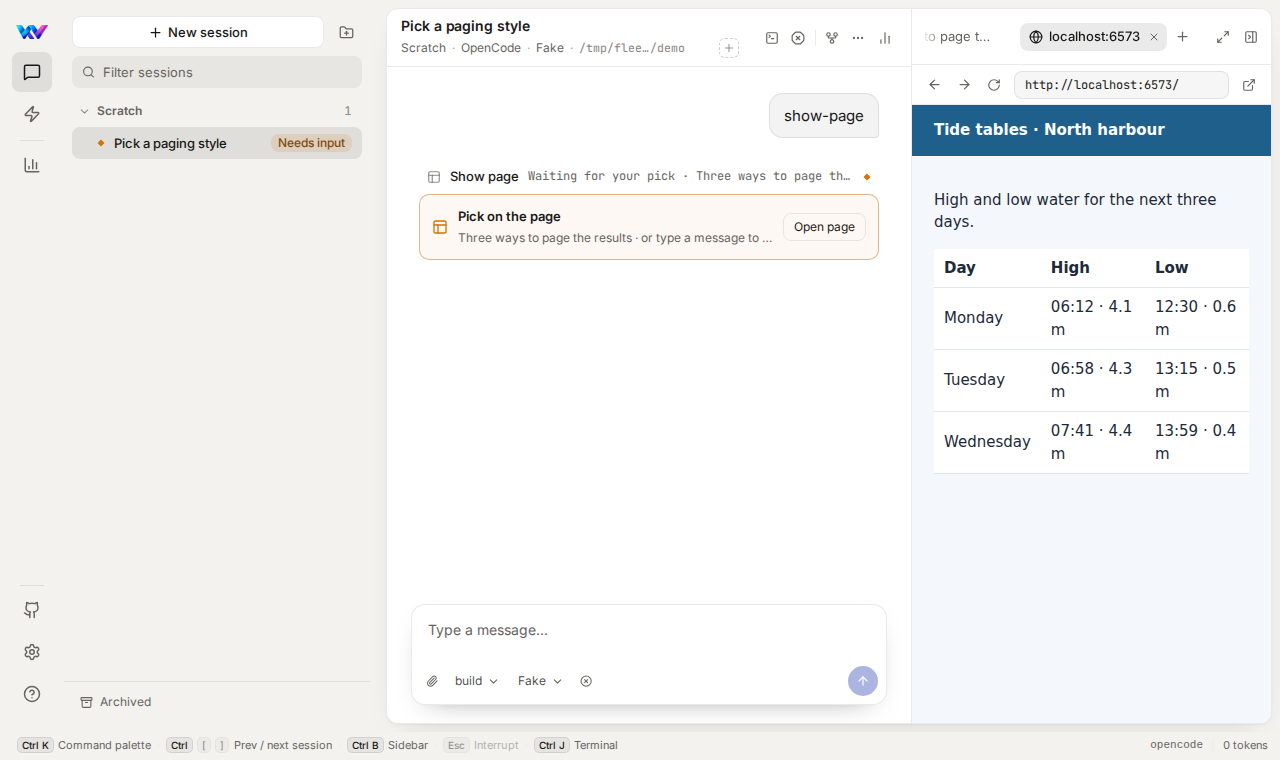 New session
Filter sessions
Scratch 1
Pick a paging style Needs input
Archived
Pick a paging style
Scratch · OpenCode · Fake · /tmp/flee…/demo
show-page
Show page Waiting for your pick · Three ways to page th…
Pick on the page
Three ways to page the results · or type a message to ...
Open page
Type a message...
build Fake
to page t...
localhost:6573
http://localhost:6573/
Tide tables · North harbour
High and low water for the next three
days.
Day High Low
Monday 06:12 · 4.1 m 12:30 · 0.6 m
Tuesday 06:58 · 4.3 m 13:15 · 0.5 m
Wednesday 07:41 · 4.4 m 13:59 · 0.4 m
Ctrl K Command palette Ctrl [ ] Prev / next session Ctrl B Sidebar Esc Interrupt Ctrl J Terminal opencode 0 tokens